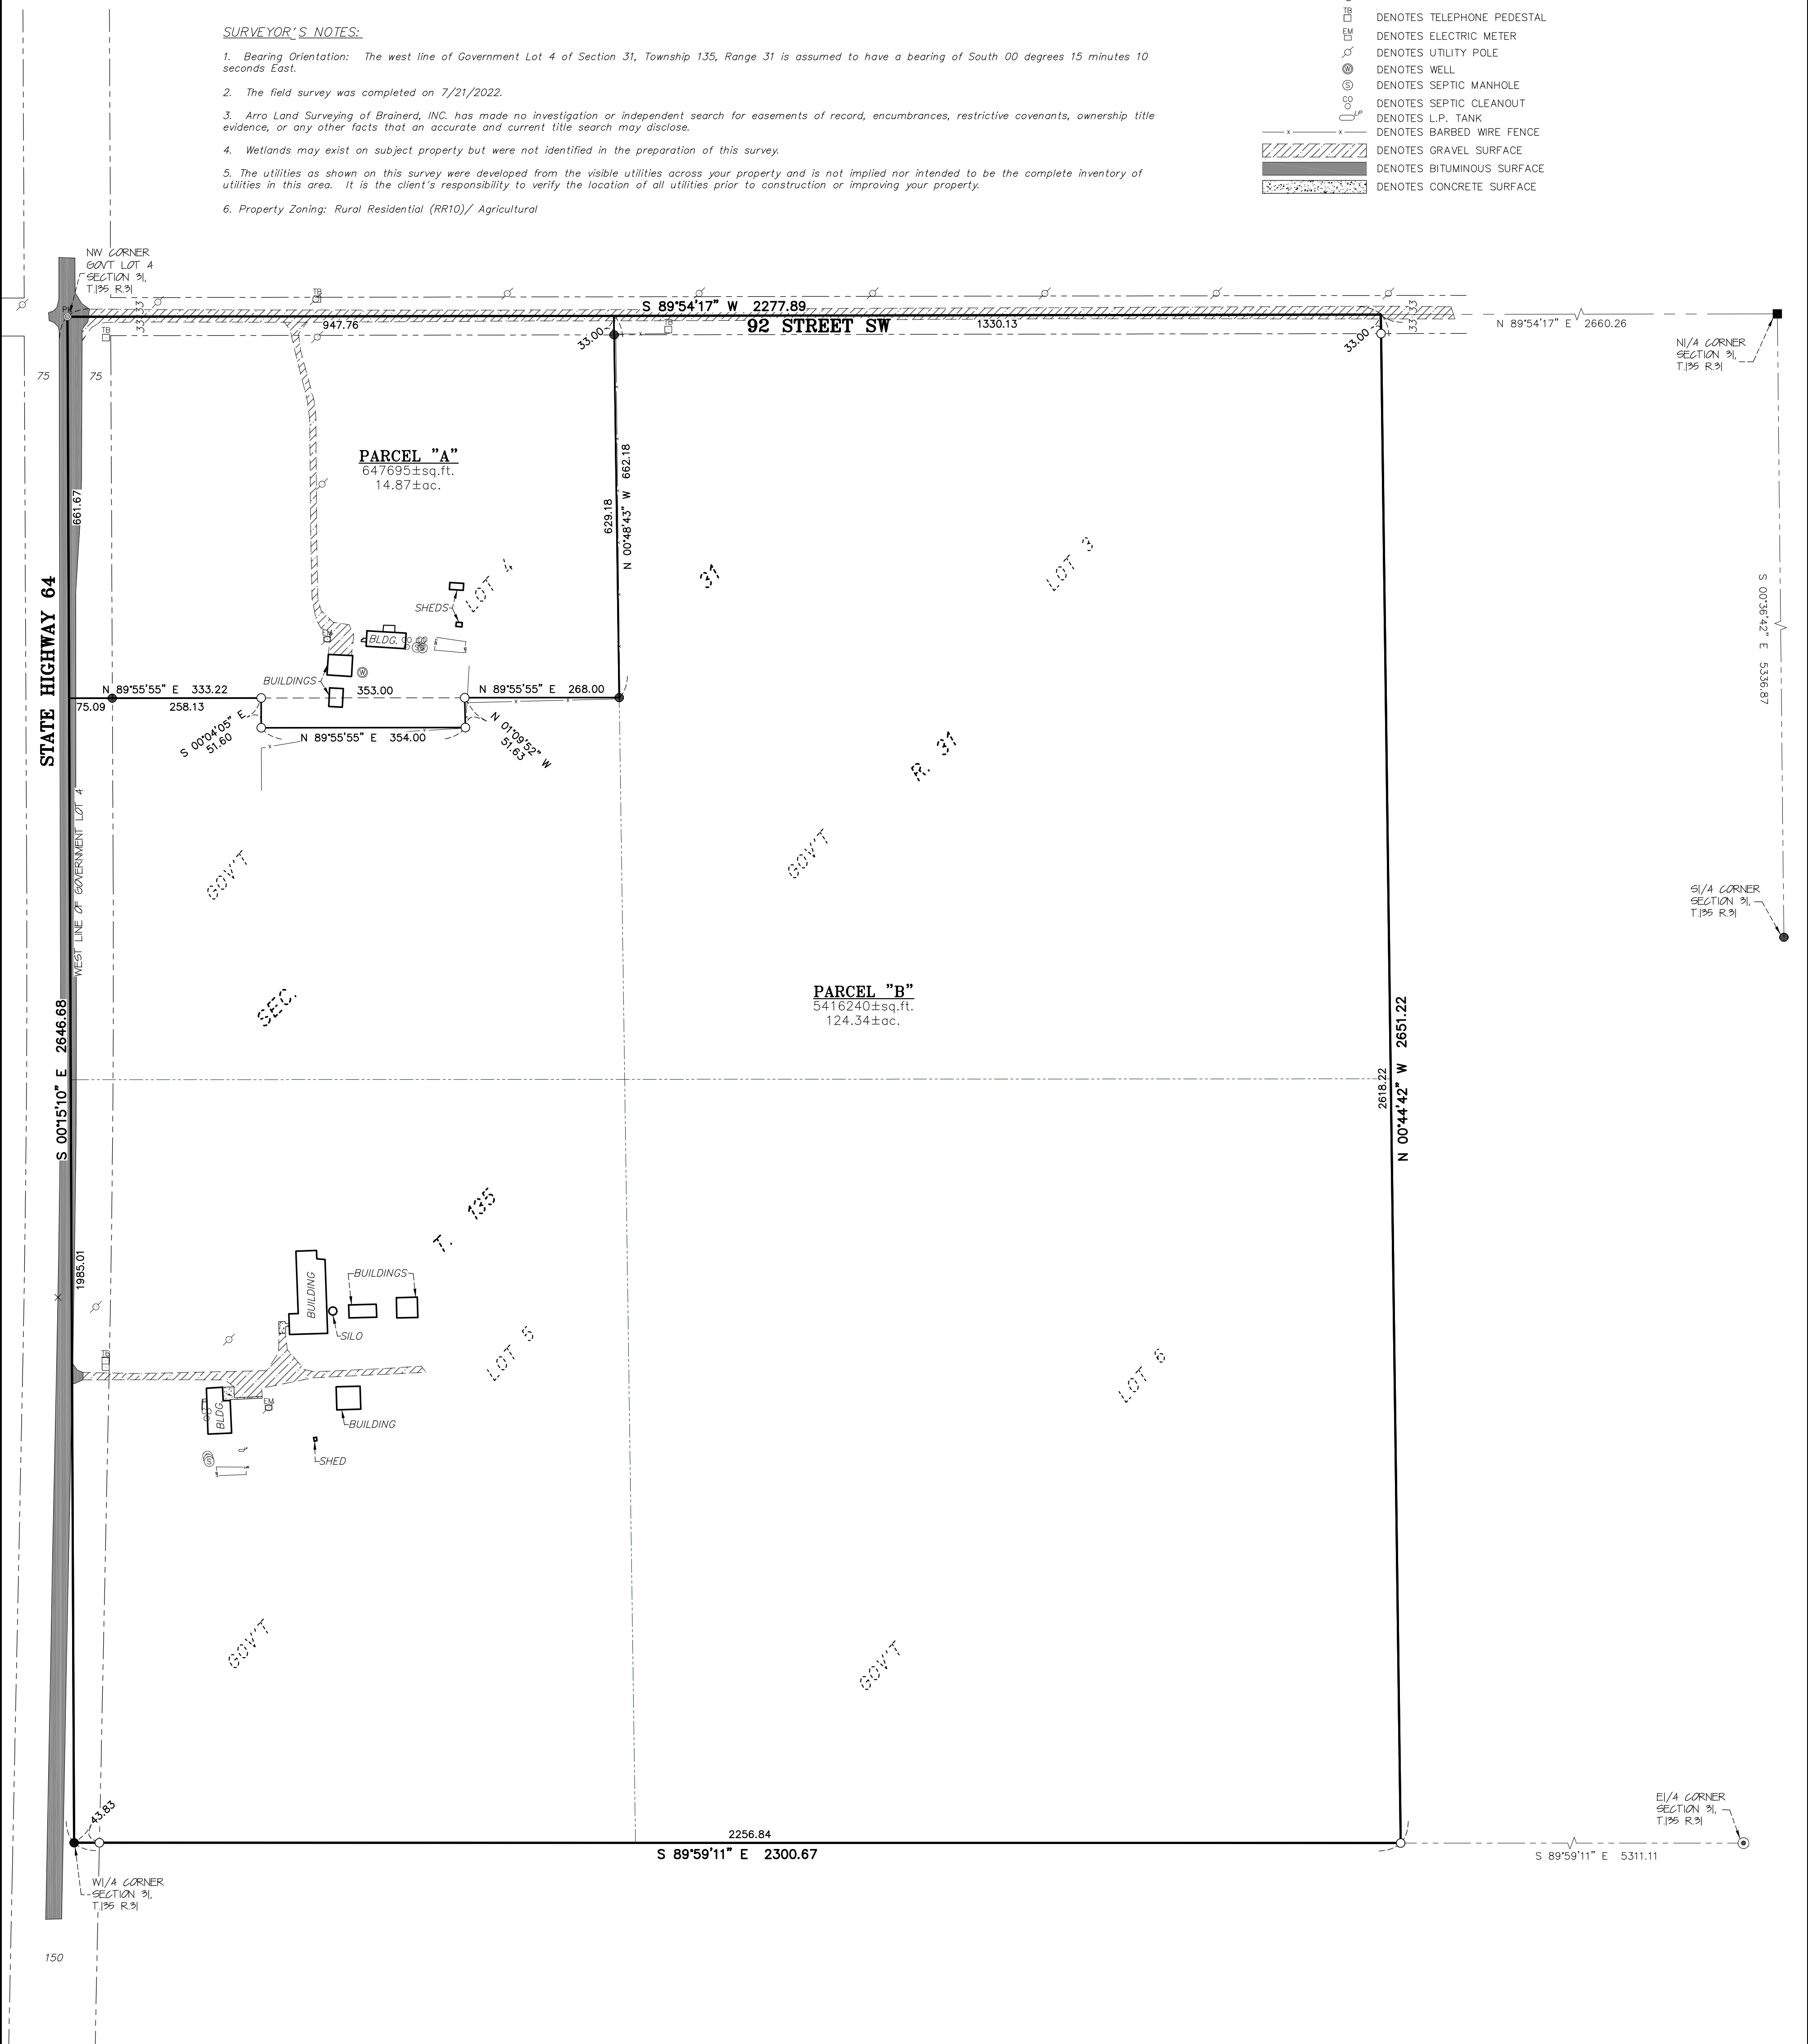 SURVEYOR'S NOTES:
1. Bearing Orientation: The west line of Government Lot 4 of Section 31, Township 135, Range 31 is assumed to have a bearing of South 00 degrees 15 minutes 10
seconds East.
2. The field survey was completed on 7/21/2022.
3. Arro Land Surveying of Brainerd, INC. has made no investigation or independent search for easements of record, encumbrances, restrictive covenants, ownership title
evidence, or any other facts that an accurate and current title search may disclose.
4. Wetlands may exist on subject property but were not identified in the preparation of this survey.
5. The utilities as shown on this survey were developed from the visible utilities across your property and is not implied nor intended to be the complete inventory of
utilities in this area. It is the client's responsibility to verify the location of all utilities prior to construction or improving your property.
6. Property Zoning: Rural Residential (RR10)/ Agricultural
TB DENOTES TELEPHONE PEDESTAL
EM DENOTES ELECTRIC METER
DENOTES UTILITY POLE
W DENOTES WELL
S DENOTES SEPTIC MANHOLE
CO DENOTES SEPTIC CLEANOUT
LP DENOTES L.P. TANK
x x DENOTES BARBED WIRE FENCE
DENOTES GRAVEL SURFACE
DENOTES BITUMINOUS SURFACE
DENOTES CONCRETE SURFACE
NW CORNER
GOVT LOT 4
SECTION 31,
T.135 R.31
PK
TB
TB
33
33
S 89°54'17" W 2277.89
947.76
92 STREET SW
1330.13
TB
33.00
33.00
33
33
N 89°54'17" E 2660.26
N1/4 CORNER
SECTION 31,
T.135 R.31
75
75
PARCEL "A"
647695±sq.ft.
14.87±ac.
661.67
629.18
N 00°48'43" W 662.18
LOT 4
31
LOT 3
SHEDS
EM
BLDG.
CO CO
S
W
BUILDINGS
STATE HIGHWAY 64
N 89°55'55" E 333.22
353.00
N 89°55'55" E 268.00
75.09
258.13
S 00°04'05" E
51.60
N 89°55'55" E 354.00
N 01°09'52" W
51.63
S 00°36'42" E 5336.87
R. 31
WEST LINE OF GOVERNMENT LOT 4
GOV'T
GOV'T
S1/4 CORNER
SECTION 31,
T.135 R.31
SEC.
PARCEL "B"
5416240±sq.ft.
124.34±ac.
S 00°15'10" E 2646.68
2618.22
N 00°44'42" W 2651.22
T. 135
1985.01
BUILDING
BUILDINGS
SILO
TB
LOT 5
LOT 6
BLDG.
EM
BUILDING
SHED
S
GOV'T
GOV'T
43.83
2256.84
S 89°59'11" E 2300.67
E1/4 CORNER
SECTION 31,
T.135 R.31
S 89°59'11" E 5311.11
W1/4 CORNER
SECTION 31,
T.135 R.31
150